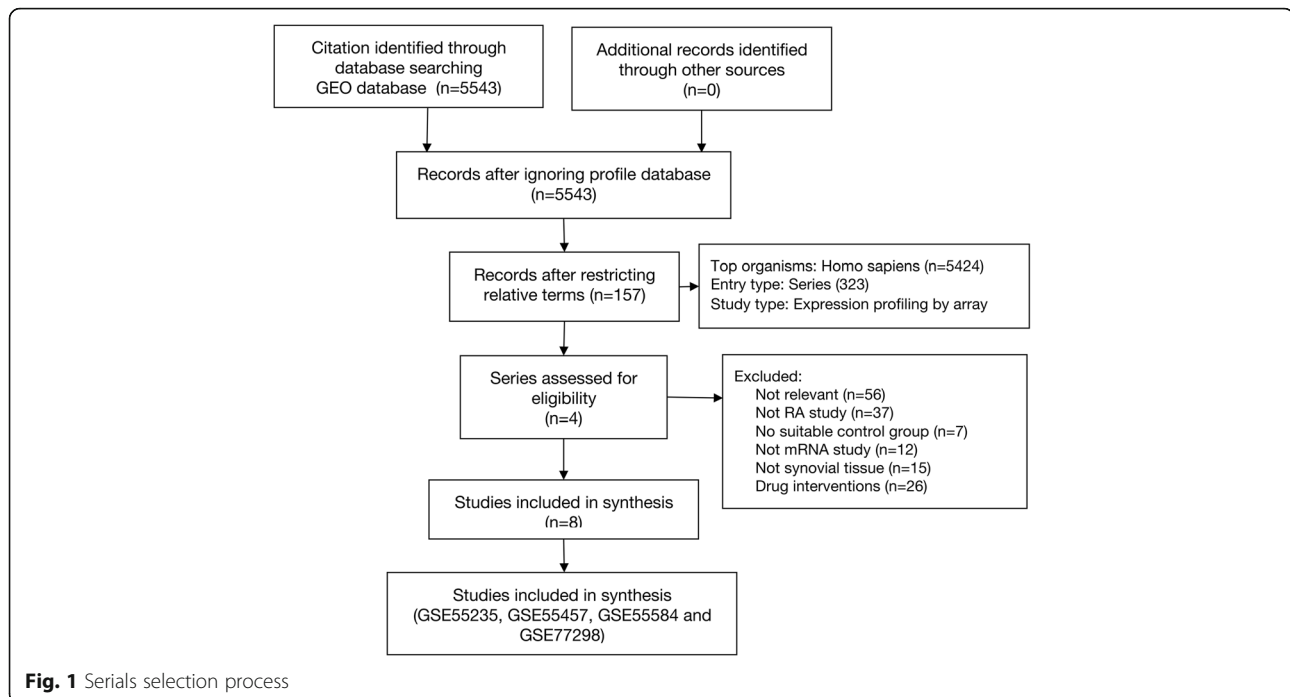 Citation identified through
database searching
GEO database (n=5543)
Additional records identified
through other sources
(n=0)
Records after ignoring profile database
(n=5543)
Records after restricting
relative terms (n=157)
Top organisms: Homo sapiens (n=5424)
Entry type: Series (323)
Study type: Expression profiling by array
Series assessed for
eligibility
(n=4)
Excluded:
Not relevant (n=56)
Not RA study (n=37)
No suitable control group (n=7)
Not mRNA study (n=12)
Not synovial tissue (n=15)
Drug interventions (n=26)
Studies included in synthesis
(n=8)
Studies included in synthesis
(GSE55235, GSE55457, GSE55584 and
GSE77298)
Fig. 1 Serials selection process